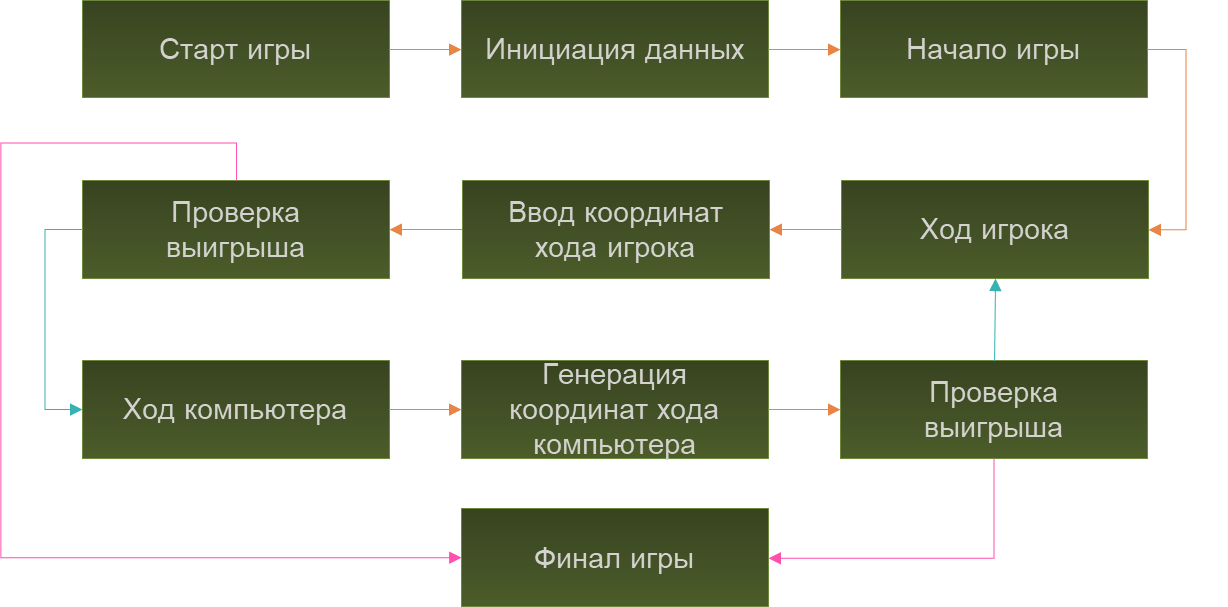 Старт игры
Инициация данных
Начало игры
Проверка
выигрыша
Ввод координат
хода игрока
Ход игрока
Ход компьютера
Генерация
координат хода
компьютера
Проверка
выигрыша
Финал игры